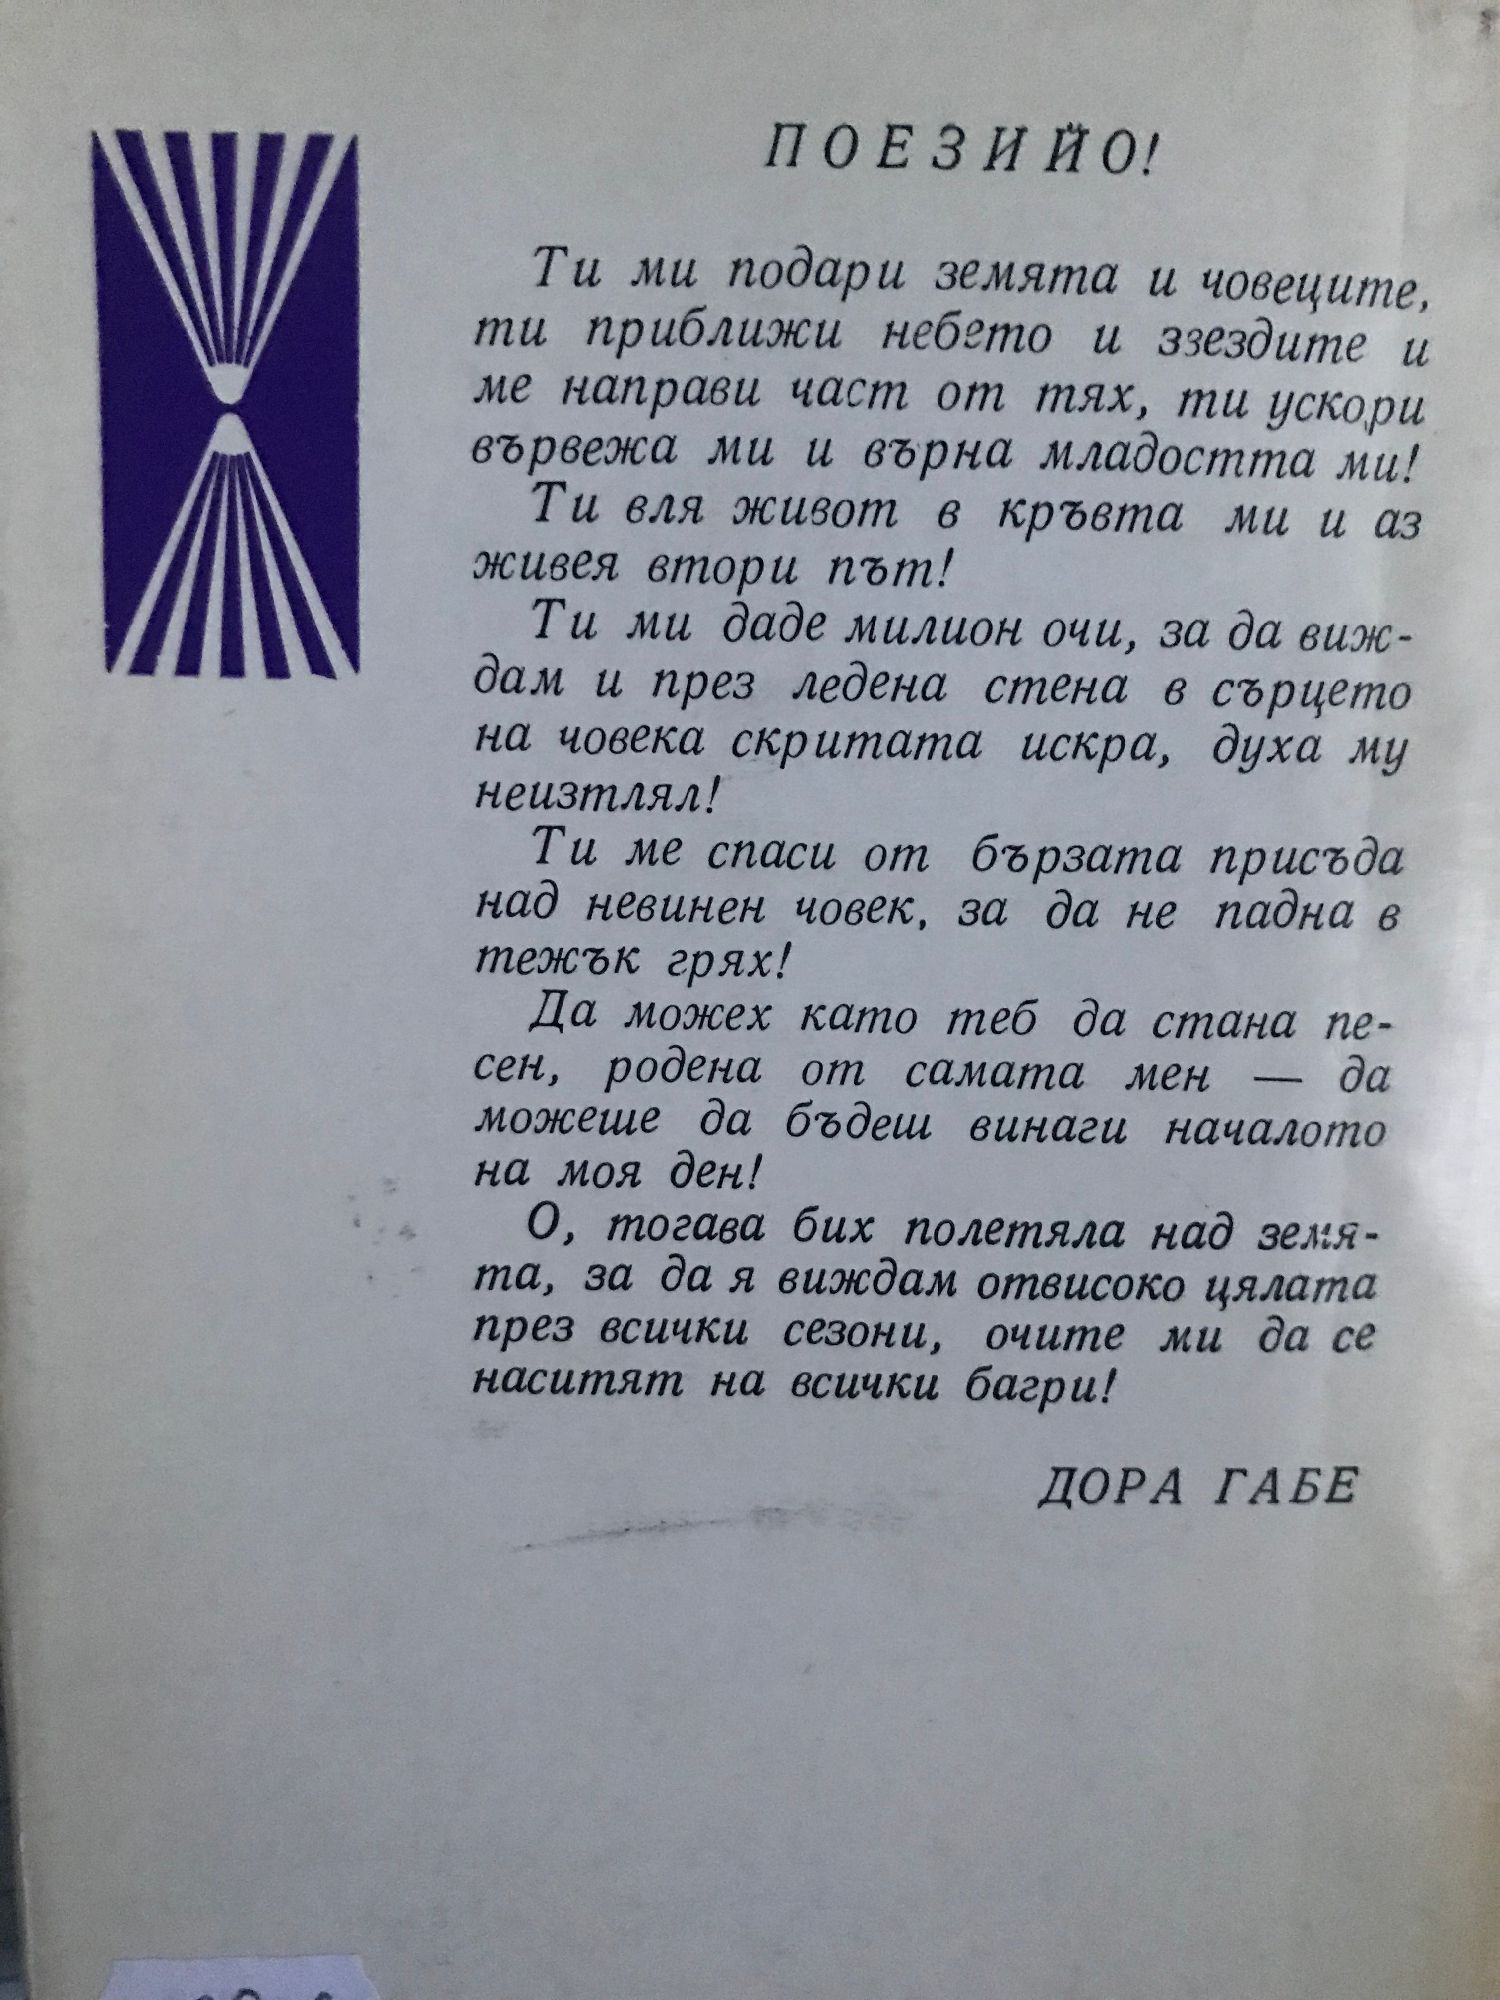 ПОЕЗИЙО!
Ти ми подари земята и човеците,
ти приближи небето и ззездите и
ме направи част от тях, ти ускори
вървежа ми и върна младостта ми!
Ти вля живот в кръвта ми и аз
живея втори път!
Ти ми даде милион очи, за да виж-
дам и през ледена стена в сърцето
на човека скритата искра, духа му
неизтлял!
Ти ме спаси от бързата присъда
над невинен човек, за да не падна в
тежък грях!
Да можех като теб да стана пе-
сен, родена от самата мен — да
можеше да бъдеш винаги началото
на моя ден!
О, тогава бих полетяла над земя-
та, за да я виждам отвисоко цялата
през всички сезони, очите ми да се
наситят на всички багри!
ДОРА ГАБЕ